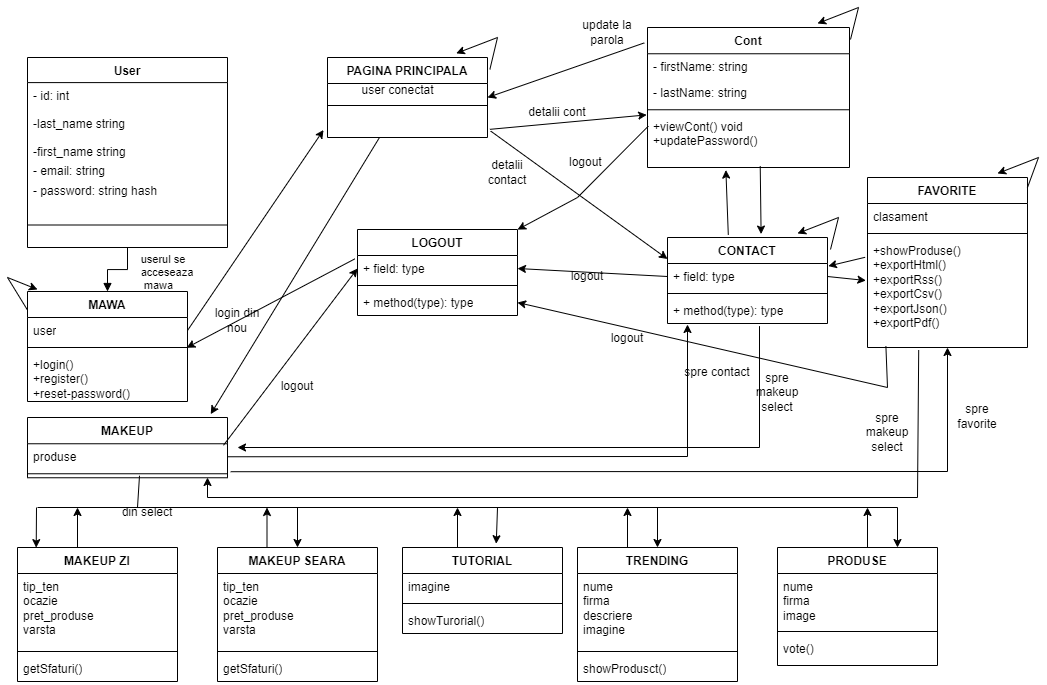 User
- id: int
-last_name string
-first_name string
- email: string
- password: string hash
userul se
acceseaza
mawa
MAWA
user
+login()
+register()
+reset-password()
PAGINA PRINCIPALA
user conectat
update la
parola
detalii cont
detalii
contact
logout
Cont
- firstName: string
- lastName: string
+viewCont() void
+updatePassword()
LOGOUT
+ field: type
+ method(type): type
login din
nou
logout
logout
logout
CONTACT
+ field: type
+ method(type): type
FAVORITE
clasament
+showProduse()
+exportHtml()
+exportRss()
+exportCsv()
+exportJson()
+exportPdf()
spre contact
spre
makeup
select
spre
makeup
select
spre
favorite
MAKEUP
produse
din select
MAKEUP ZI
tip_ten
ocazie
pret_produse
varsta
getSfaturi()
MAKEUP SEARA
tip_ten
ocazie
pret_produse
varsta
getSfaturi()
TUTORIAL
imagine
showTurorial()
TRENDING
nume
firma
descriere
imagine
showProdusct()
PRODUSE
nume
firma
image
vote()